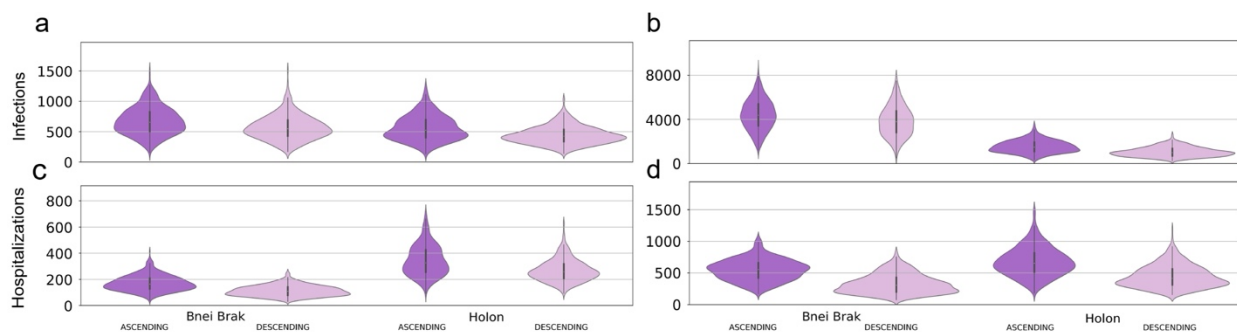 a
b
Infections
1500
1000
500
0
8000
4000
0
c
d
Hospitalizations
800
600
400
200
0
1500
1000
500
0
Bnei Brak Holon
ASCENDING DESCENDING ASCENDING DESCENDING
Bnei Brak Holon
ASCENDING DESCENDING ASCENDING DESCENDING